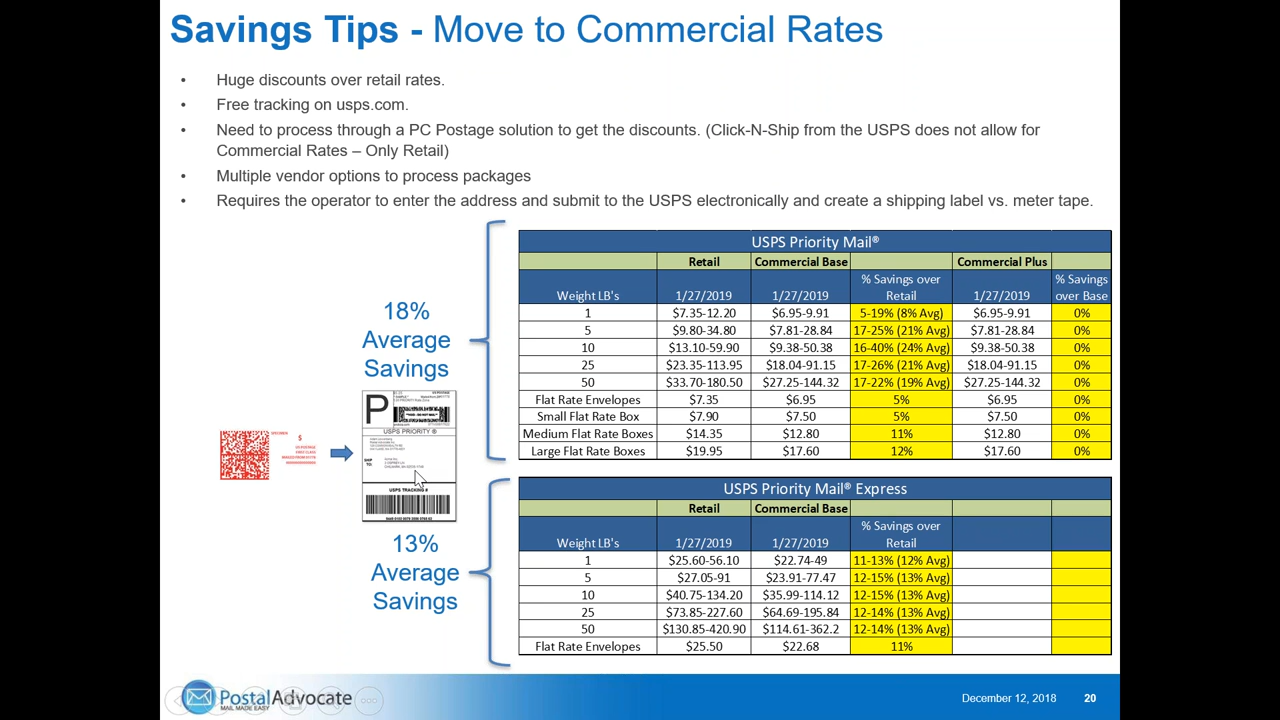 Savings Tips - Move to Commercial Rates
• Huge discounts over retail rates.
• Free tracking on usps.com.
• Need to process through a PC Postage solution to get the discounts. (Click-N-Ship from the USPS does not allow for
Commercial Rates – Only Retail)
• Multiple vendor options to process packages
• Requires the operator to enter the address and submit to the USPS electronically and create a shipping label vs. meter tape.
18%
Average
Savings
P
USPS PRIORITY ®
SHIP
TO:
USPS TRACKING #
$
13%
Average
Savings
USPS Priority Mail®
Retail Commercial Base Commercial Plus
Weight LB's 1/27/2019 1/27/2019 % Savings over Retail 1/27/2019 % Savings over Base
1 $7.35-12.20 $6.95-9.91 5-19% (8% Avg) $6.95-9.91 0%
5 $9.80-34.80 $7.81-28.84 17-25% (21% Avg) $7.81-28.84 0%
10 $13.10-59.90 $9.38-50.38 16-40% (24% Avg) $9.38-50.38 0%
25 $23.35-113.95 $18.04-91.15 17-26% (21% Avg) $18.04-91.15 0%
50 $33.70-180.50 $27.25-144.32 17-22% (19% Avg) $27.25-144.32 0%
Flat Rate Envelopes $7.35 $6.95 5% $6.95 0%
Small Flat Rate Box $7.90 $7.50 5% $7.50 0%
Medium Flat Rate Boxes $14.35 $12.80 11% $12.80 0%
Large Flat Rate Boxes $19.95 $17.60 12% $17.60 0%
USPS Priority Mail® Express
Retail Commercial Base
Weight LB's 1/27/2019 1/27/2019 % Savings over Retail
1 $25.60-56.10 $22.74-49 11-13% (12% Avg)
5 $27.05-91 $23.91-77.47 12-15% (13% Avg)
10 $40.75-134.20 $35.99-114.12 12-15% (13% Avg)
25 $73.85-227.60 $64.69-195.84 12-14% (13% Avg)
50 $130.85-420.90 $114.61-362.2 12-14% (13% Avg)
Flat Rate Envelopes $25.50 $22.68 11%
PostalAdvocate
MAIL MADE EASY
December 12, 2018 20